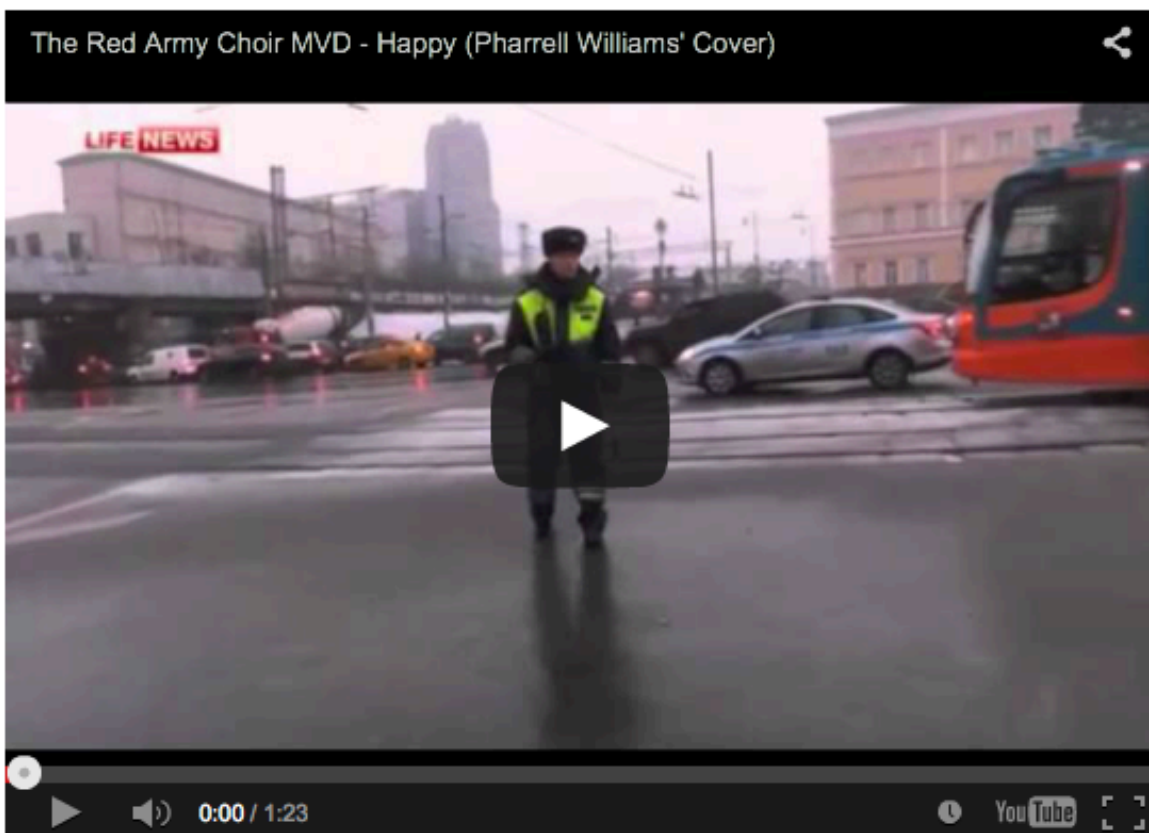 The Red Army Choir MVD - Happy (Pharrell Williams' Cover)
LIFE NEWS
0:00 / 1:23
YouTube